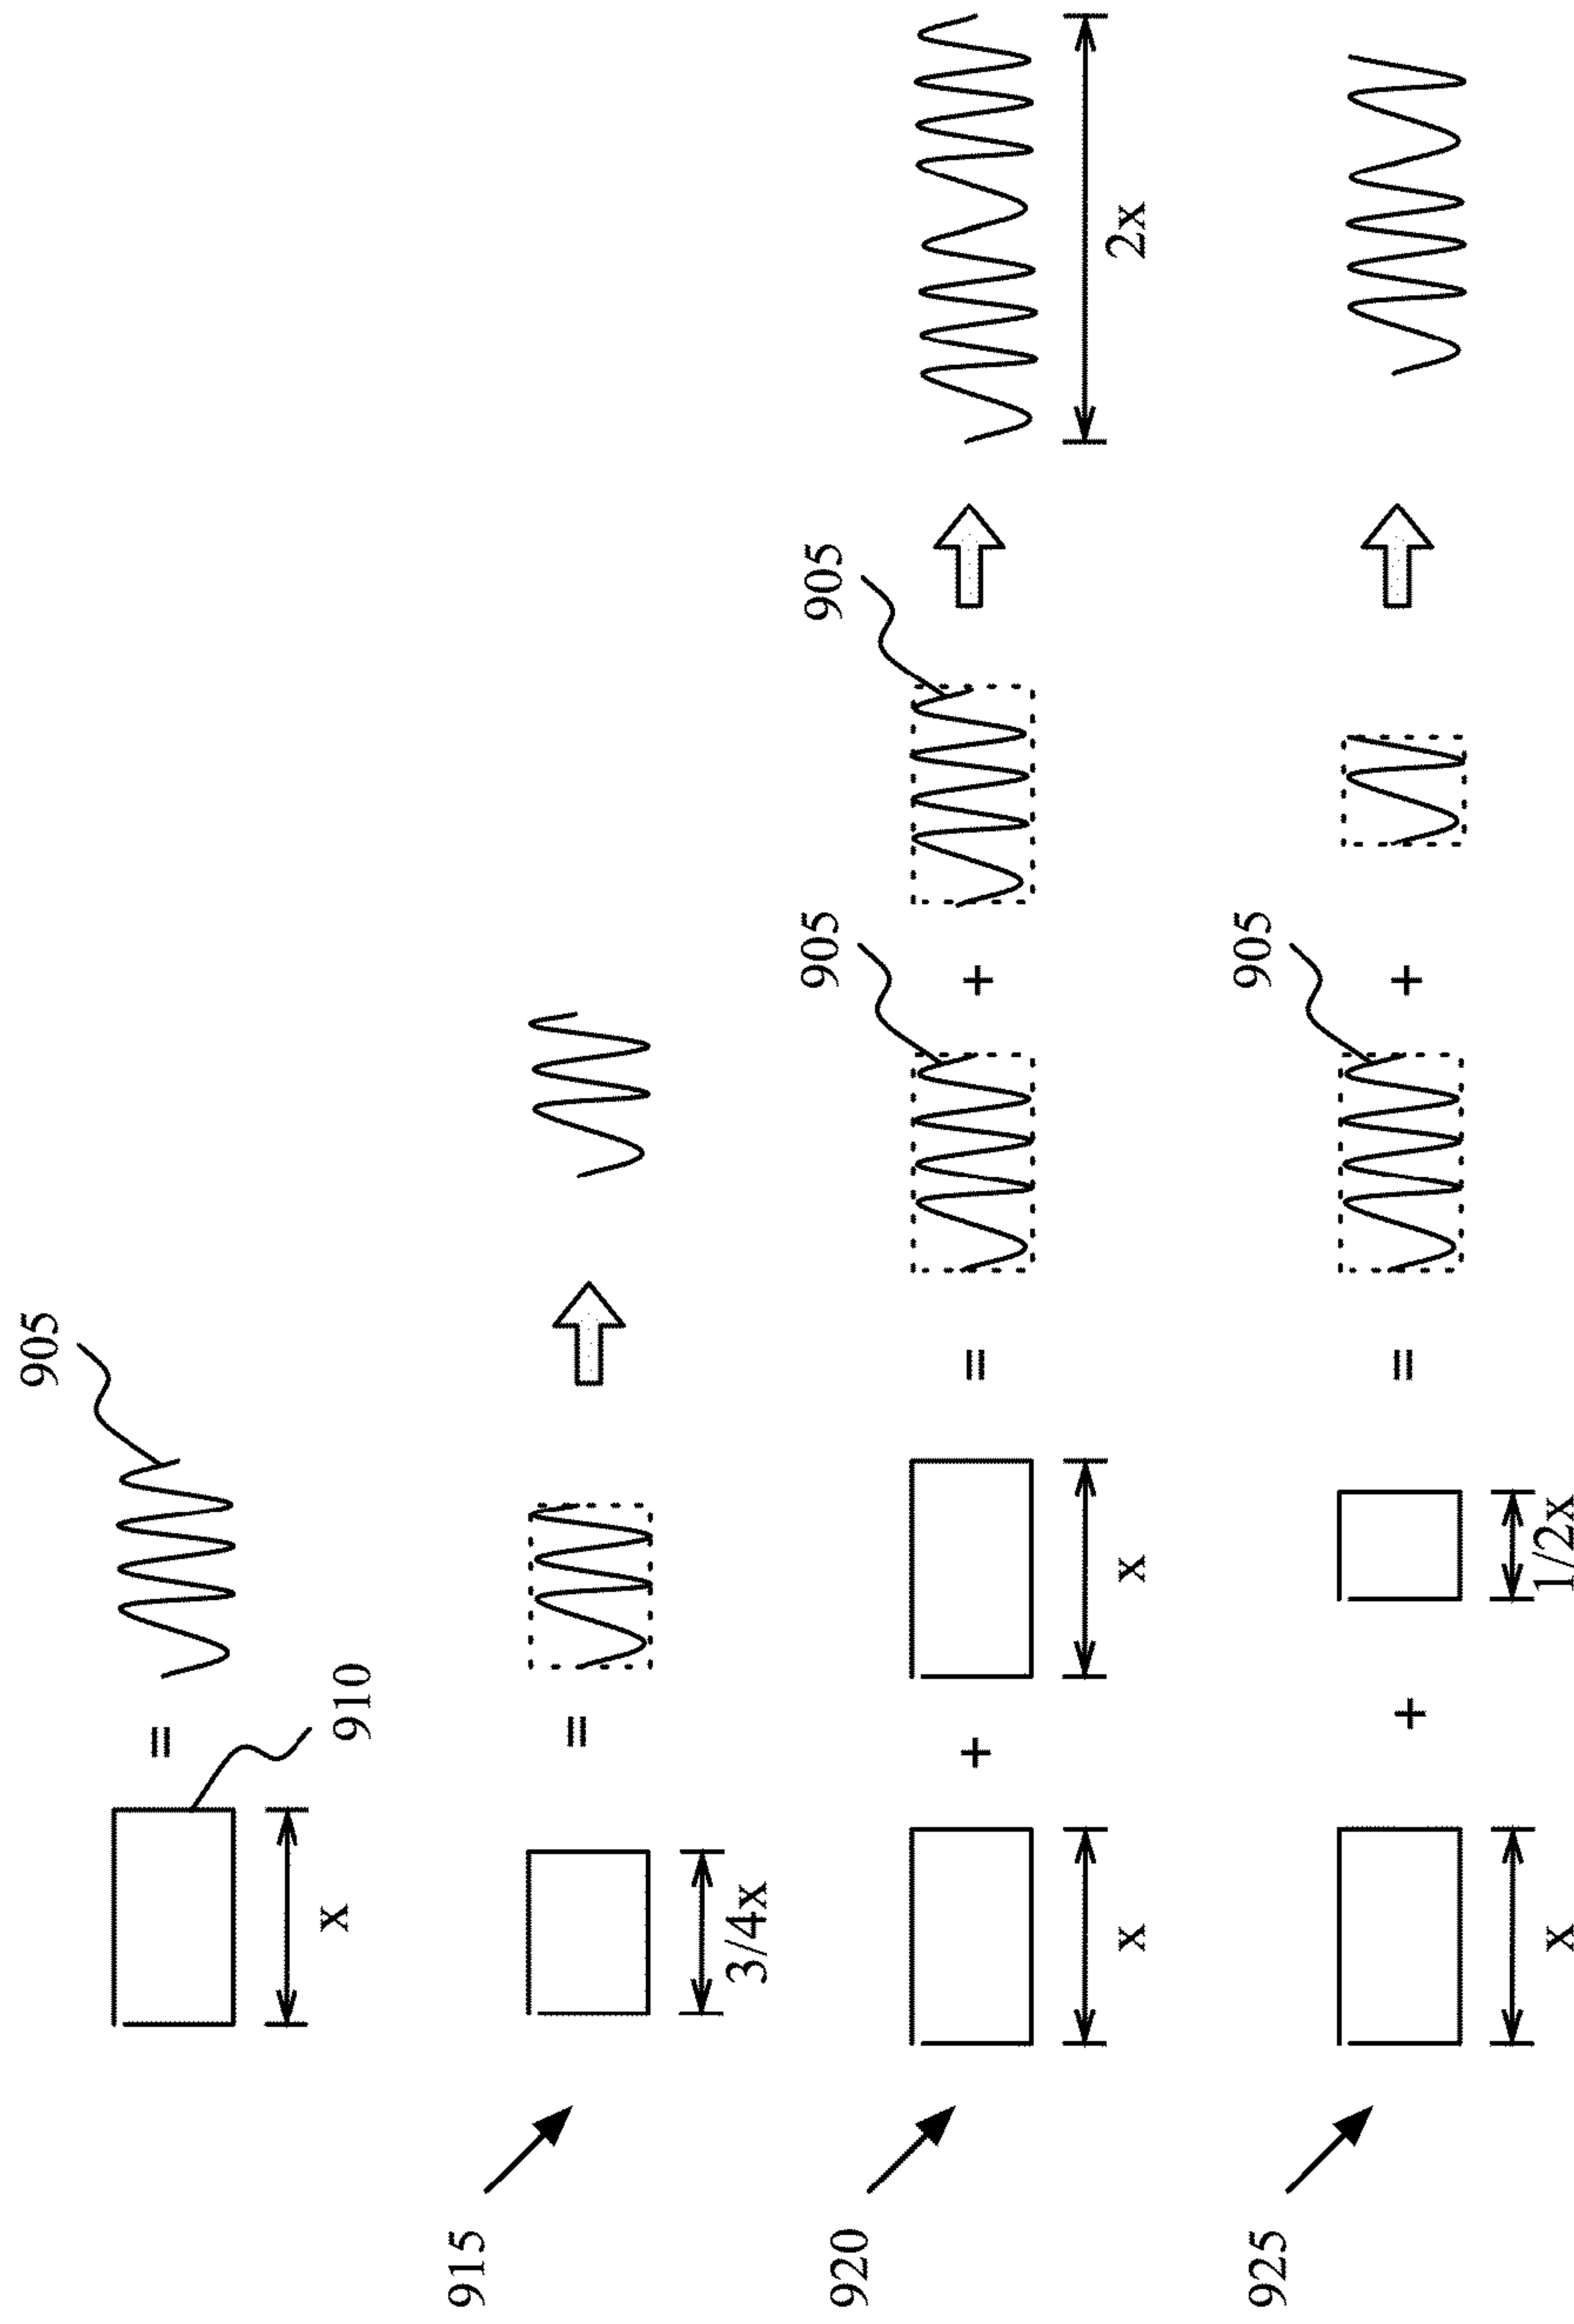 905
=
910
x
915
=
3/4x
905
905
920
+
=
+
x
x
2x
905
925
+
=
+
x
1/2x